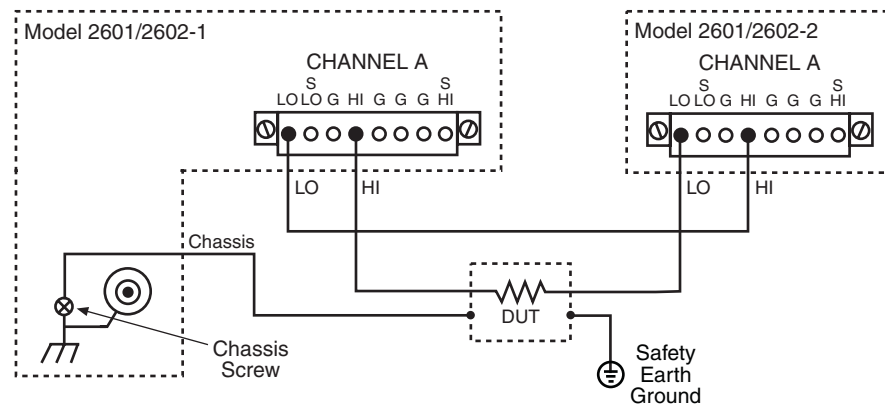 Model 2601/2602-1
CHANNEL A
S S
LO LO G HI G G G HI
LO HI
Model 2601/2602-2
CHANNEL A
S S
LO LO G HI G G G HI
LO HI
Chassis
DUT
Chassis
Screw
Safety
Earth
Ground